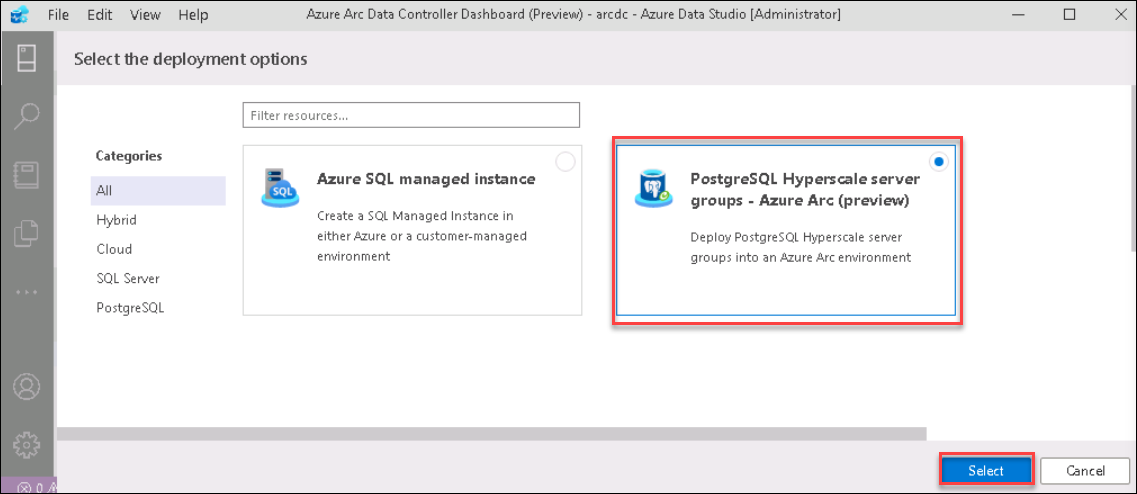 File Edit View Help
Azure Arc Data Controller Dashboard (Preview) - arcdc - Azure Data Studio [Administrator]
Select the deployment options
Filter resources...
Categories
All
Hybrid
Cloud
SQL Server
PostgreSQL
SQL
Azure SQL managed instance
Create a SQL Managed Instance in
either Azure or a customer-managed
environment
PostgreSQL Hyperscale server
groups - Azure Arc (preview)
Deploy PostgreSQL Hyperscale server
groups into an Azure Arc environment
Select
Cancel
0